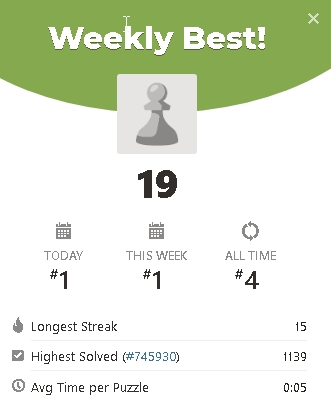 Weekly Best!
19
TODAY THIS WEEK ALL TIME
#1 #1 #4
Longest Streak 15
Highest Solved (#745930) 1139
Avg Time per Puzzle 0:05